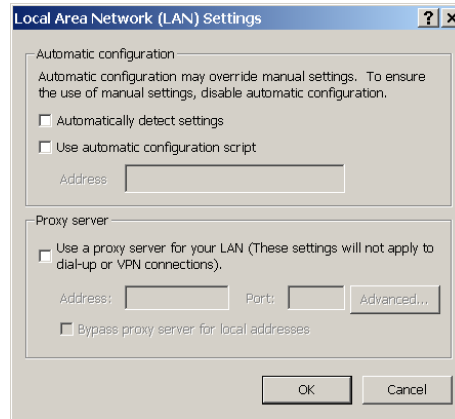 Local Area Network (LAN) Settings
Automatic configuration
Automatic configuration may override manual settings. To ensure
the use of manual settings, disable automatic configuration.
Automatically detect settings
Use automatic configuration script
Address
Proxy server
Use a proxy server for your LAN (These settings will not apply to
dial-up or VPN connections).
Address: Port: Advanced...
Bypass proxy server for local addresses
OK Cancel